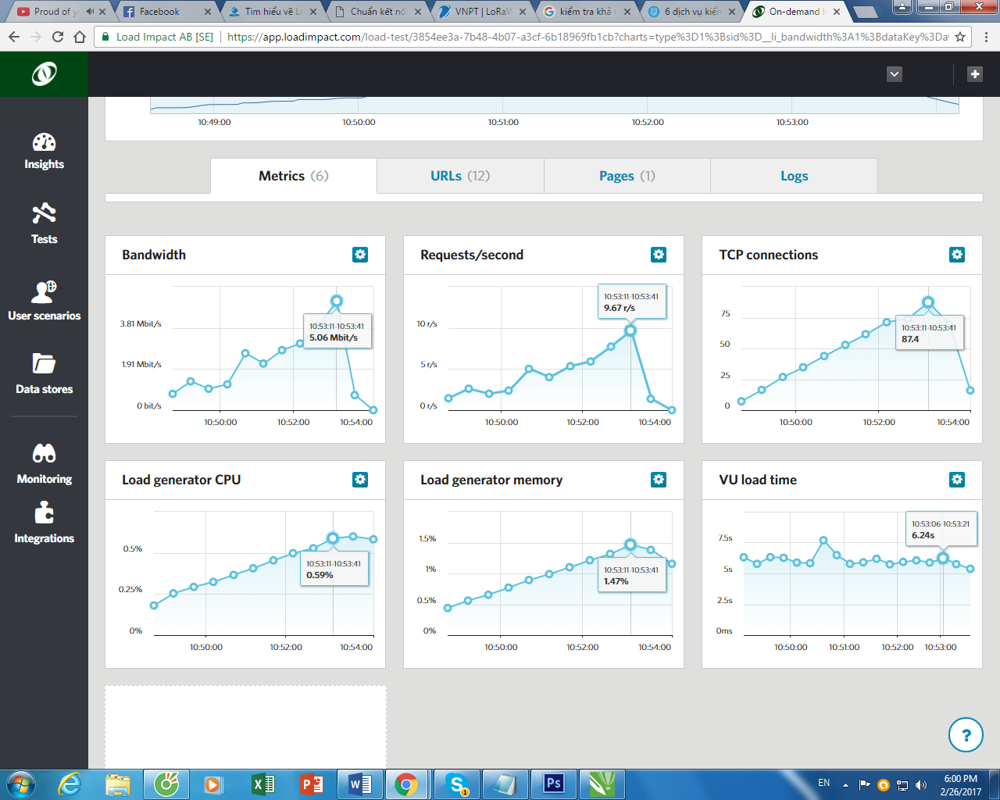 Proud of y
Facebook
Tìm hiểu về Lo
Chuẩn kết nố
VNPT | LoRaW
kiểm tra khả n
6 dịch vụ kiểm
On-demand l
Load Impact AB [SE]
https://app.loadimpact.com/load-test/3854ee3a-7b48-4b07-a3cf-6b18969fb1cb?charts=type%3D1%3Bsid%3D__li_bandwidth%3A1%3BdataKey%3Da
Insights
Tests
User scenarios
Data stores
Monitoring
Integrations
10:49:00 10:50:00 10:51:00 10:52:00 10:53:00
Metrics (6)
URLs (12)
Pages (1)
Logs
Bandwidth
3.81 Mbit/s
1.91 Mbit/s
0 bit/s
10:53:11-10:53:41
5.06 Mbit/s
10:50:00 10:52:00 10:54:00
Requests/second
10 r/s
5 r/s
0 r/s
10:53:11-10:53:41
9.67 r/s
10:50:00 10:52:00 10:54:00
TCP connections
75
50
25
0
10:53:11-10:53:41
87.4
10:50:00 10:52:00 10:54:00
Load generator CPU
0.5%
0.25%
0%
10:53:11-10:53:41
0.59%
10:50:00 10:52:00 10:54:00
Load generator memory
1.5%
1%
0.5%
0%
10:53:11-10:53:41
1.47%
10:50:00 10:52:00 10:54:00
VU load time
7.5s
5s
2.5s
0ms
10:53:06-10:53:21
6.24s
10:50:00 10:51:00 10:52:00 10:53:00
?
EN
6:00 PM
2/26/2017